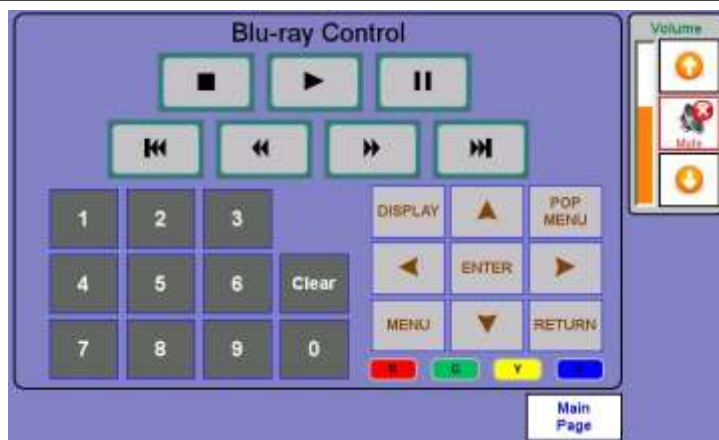 Blu-ray Control
Volume
Mute
1 2 3
DISPLAY
POP
MENU
4 5 6 Clear
ENTER
7 8 9 0
MENU
RETURN
R G Y
Main
Page